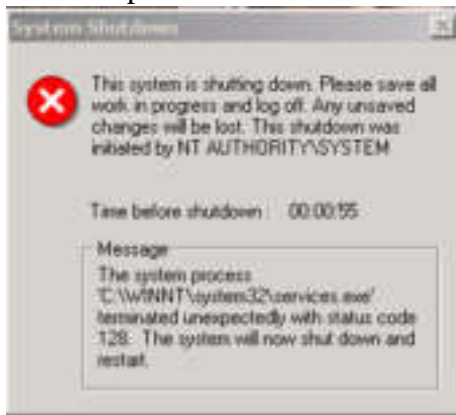 System Shutdown
This system is shutting down. Please save all
work in progress and log off. Any unsaved
changes will be lost. This shutdown was
initiated by NT AUTHORITY\SYSTEM
Time before shutdown : 00:00:55
Message
The system process
'C:\WINNT\system32\services.exe'
terminated unexpectedly with status code
128. The system will now shut down and
restart.